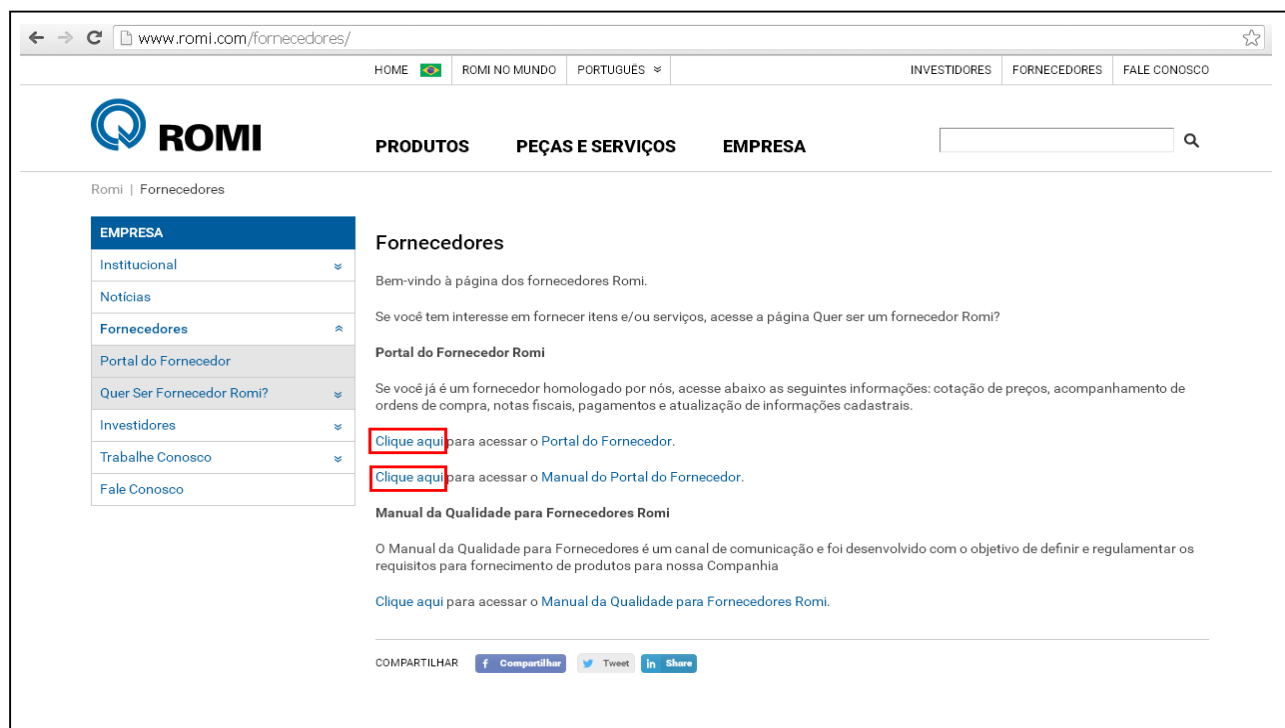 www.romi.com/fornecedores/
HOME ROMI NO MUNDO PORTUGUÊS INVESTIDORES FORNECEDORES FALE CONOSCO
ROMI
PRODUTOS PEÇAS E SERVIÇOS EMPRESA
Romi | Fornecedores
EMPRESA
Institucional
Notícias
Fornecedores
Portal do Fornecedor
Quer Ser Fornecedor Romi?
Investidores
Trabalhe Conosco
Fale Conosco
Fornecedores
Bem-vindo à página dos fornecedores Romi.
Se você tem interesse em fornecer itens e/ou serviços, acesse a página Quer ser um fornecedor Romi?
Portal do Fornecedor Romi
Se você já é um fornecedor homologado por nós, acesse abaixo as seguintes informações: cotação de preços, acompanhamento de
ordens de compra, notas fiscais, pagamentos e atualização de informações cadastrais.
Clique aqui para acessar o Portal do Fornecedor.
Clique aqui para acessar o Manual do Portal do Fornecedor.
Manual da Qualidade para Fornecedores Romi
O Manual da Qualidade para Fornecedores é um canal de comunicação e foi desenvolvido com o objetivo de definir e regulamentar os
requisitos para fornecimento de produtos para nossa Companhia
Clique aqui para acessar o Manual da Qualidade para Fornecedores Romi.
COMPARTILHAR f Compartilhar Tweet in Share